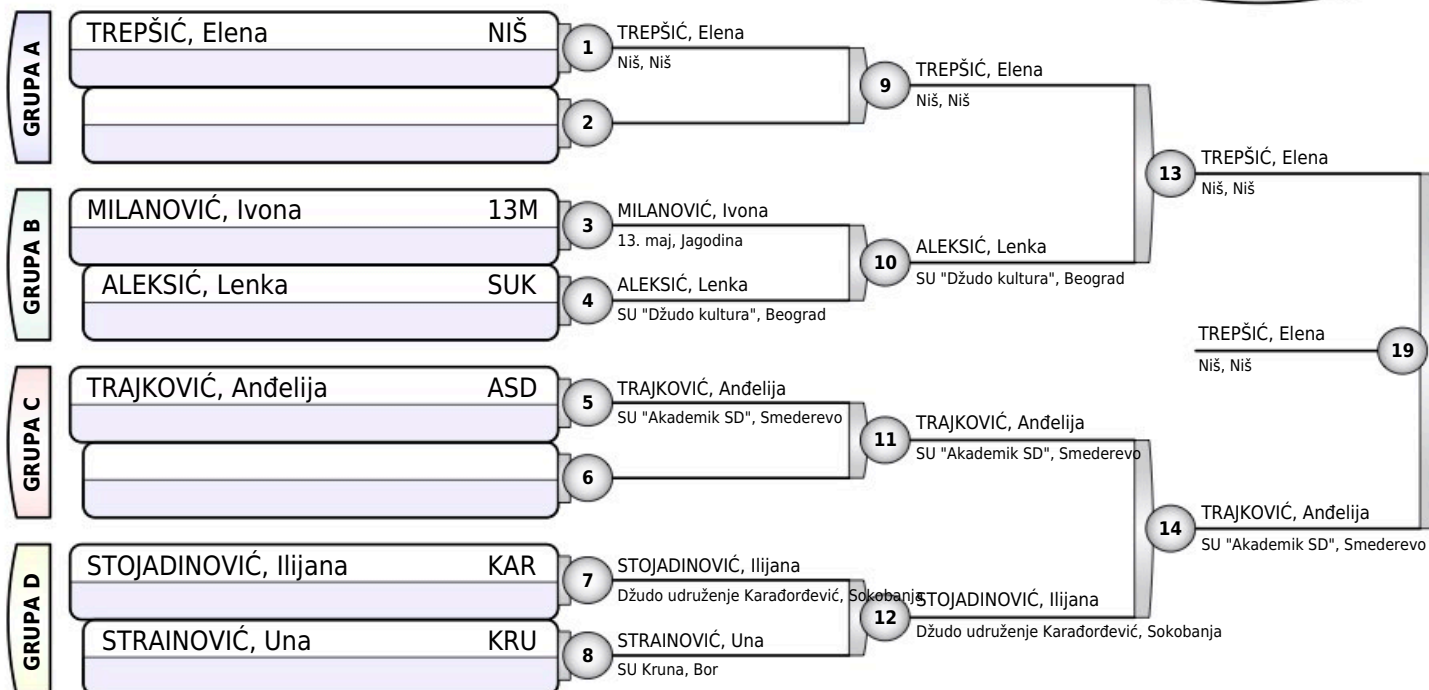 GRUPA A
TREPŠIĆ, Elena NIŠ
1
TREPŠIĆ, Elena
Niš, Niš
2
9
TREPŠIĆ, Elena
Niš, Niš
GRUPA B
MILANOVIĆ, Ivona 13M
ALEKSIĆ, Lenka SUK
3
MILANOVIĆ, Ivona
13. maj, Jagodina
4
ALEKSIĆ, Lenka
SU "Džudo kultura", Beograd
10
ALEKSIĆ, Lenka
SU "Džudo kultura", Beograd
13
TREPŠIĆ, Elena
Niš, Niš
TREPŠIĆ, Elena
Niš, Niš
19
GRUPA C
TRAJKOVIĆ, Anđelija ASD
5
TRAJKOVIĆ, Anđelija
SU "Akademik SD", Smederevo
6
11
TRAJKOVIĆ, Anđelija
SU "Akademik SD", Smederevo
14
TRAJKOVIĆ, Anđelija
SU "Akademik SD", Smederevo
GRUPA D
STOJADINOVIĆ, Ilijana KAR
STRAINOVIĆ, Una KRU
7
STOJADINOVIĆ, Ilijana
Džudo udruženje Karađorđević, Sokobanja
8
STRAINOVIĆ, Una
SU Kruna, Bor
12
STOJADINOVIĆ, Ilijana
Džudo udruženje Karađorđević, Sokobanja